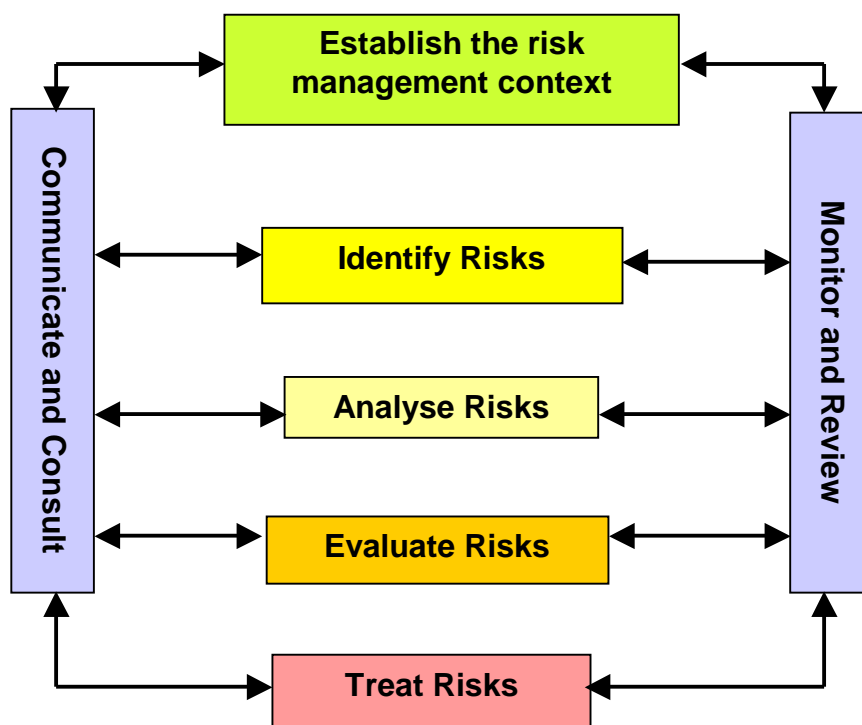 Establish the risk
management context
Communicate and Consult
Monitor and Review
Identify Risks
Analyse Risks
Evaluate Risks
Treat Risks